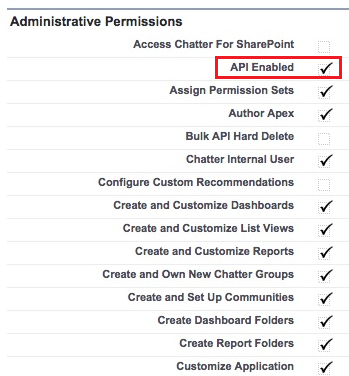 Administrative Permissions
Access Chatter For SharePoint
API Enabled
Assign Permission Sets
Author Apex
Bulk API Hard Delete
Chatter Internal User
Configure Custom Recommendations
Create and Customize Dashboards
Create and Customize List Views
Create and Customize Reports
Create and Own New Chatter Groups
Create and Set Up Communities
Create Dashboard Folders
Create Report Folders
Customize Application